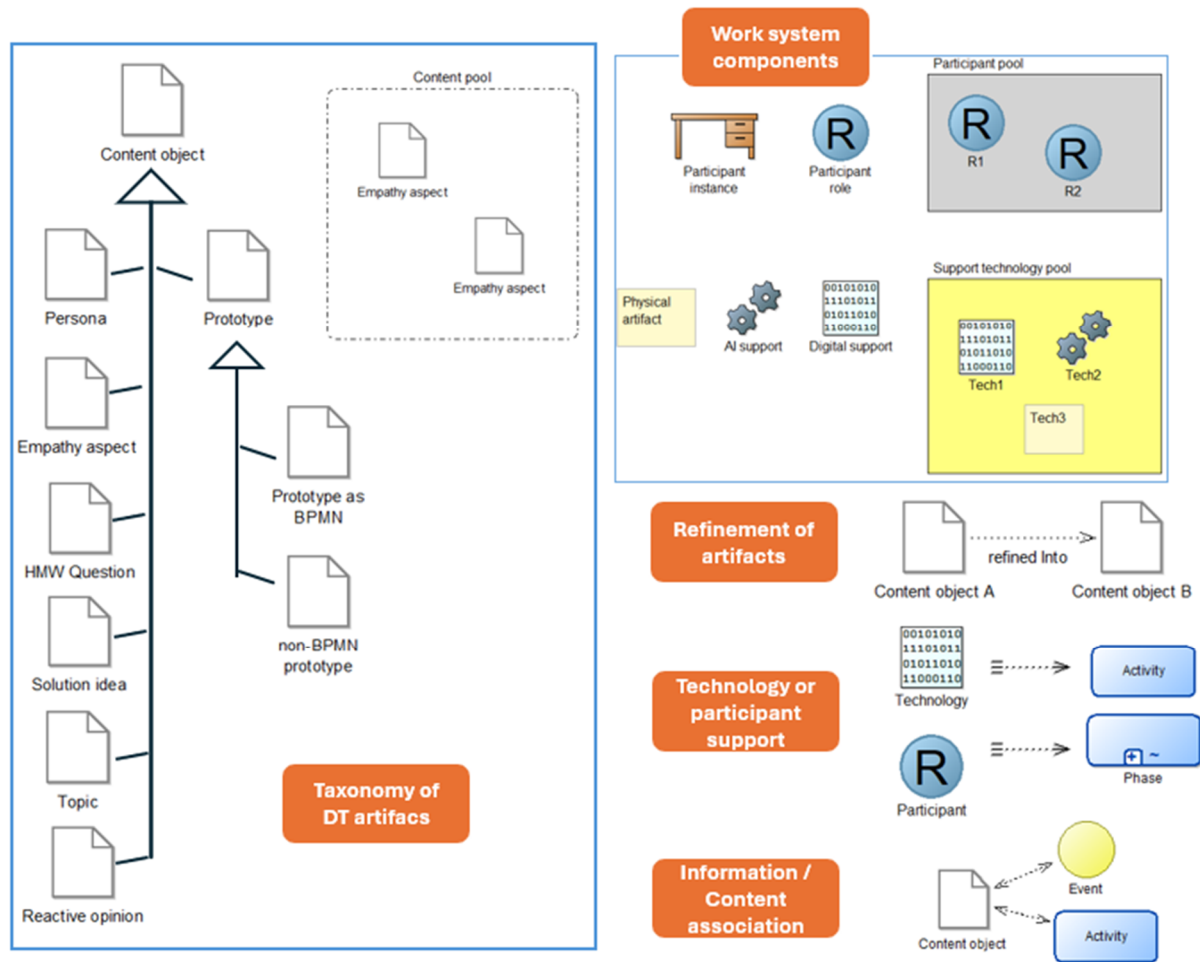 Content object
Content pool
Empathy aspect
Empathy aspect
Persona
Prototype
Empathy aspect
Prototype as
BPMN
HMW Question
non-BPMN
prototype
Solution idea
Topic
Reactive opinion
Taxonomy of
DT artifacs
Work system
components
Participant
instance
R
Participant
role
Participant pool
R
R1
R
R2
Physical
artifact
AI support
00101010
11101011
01011010
11000110
Digital support
Support technology pool
00101010
11101011
01011010
11000110
Tech1
Tech2
Tech3
Refinement of
artifacts
Content object A
refined Into
Content object B
Technology or
participant
support
00101010
11101011
01011010
11000110
Technology
Activity
R
Participant
+ ~
Phase
Information /
Content
association
Content object
Event
Activity